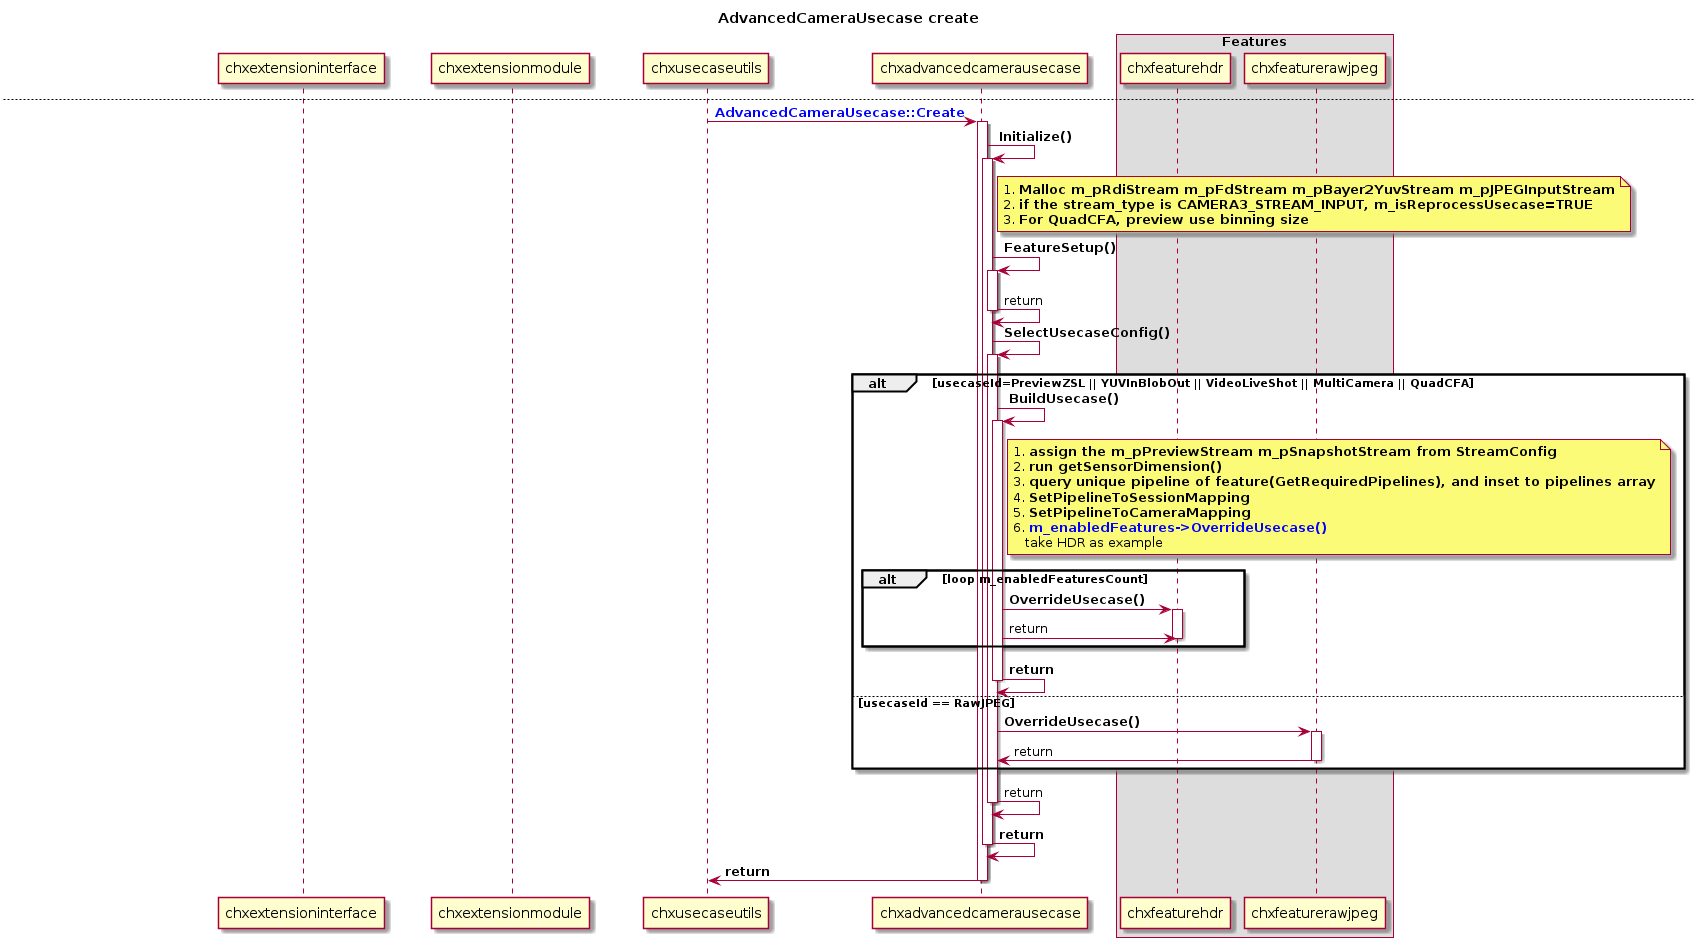 AdvancedCameraUsecase create
Features
chxextensioninterface
chxextensionmodule
chxusecaseutils
chxadvancedcamerausecase
chxfeaturehdr
chxfeaturerawjpeg
AdvancedCameraUsecase::Create
Initialize()
1. Malloc m_pRdiStream m_pFdStream m_pBayer2YuvStream m_pJPEGInputStream
2. if the stream_type is CAMERA3_STREAM_INPUT, m_isReprocessUsecase=TRUE
3. For QuadCFA, preview use binning size
FeatureSetup()
return
SelectUsecaseConfig()
alt
[usecaseId=PreviewZSL || YUVInBlobOut || VideoLiveShot || MultiCamera || QuadCFA]
BuildUsecase()
1. assign the m_pPreviewStream m_pSnapshotStream from StreamConfig
2. run getSensorDimension()
3. query unique pipeline of feature(GetRequiredPipelines), and inset to pipelines array
4. SetPipelineToSessionMapping
5. SetPipelineToCameraMapping
6. m_enabledFeatures->OverrideUsecase()
take HDR as example
alt
[loop m_enabledFeaturesCount]
OverrideUsecase()
return
return
[usecaseId == RawJPEG]
OverrideUsecase()
return
return
return
return
chxextensioninterface
chxextensionmodule
chxusecaseutils
chxadvancedcamerausecase
chxfeaturehdr
chxfeaturerawjpeg